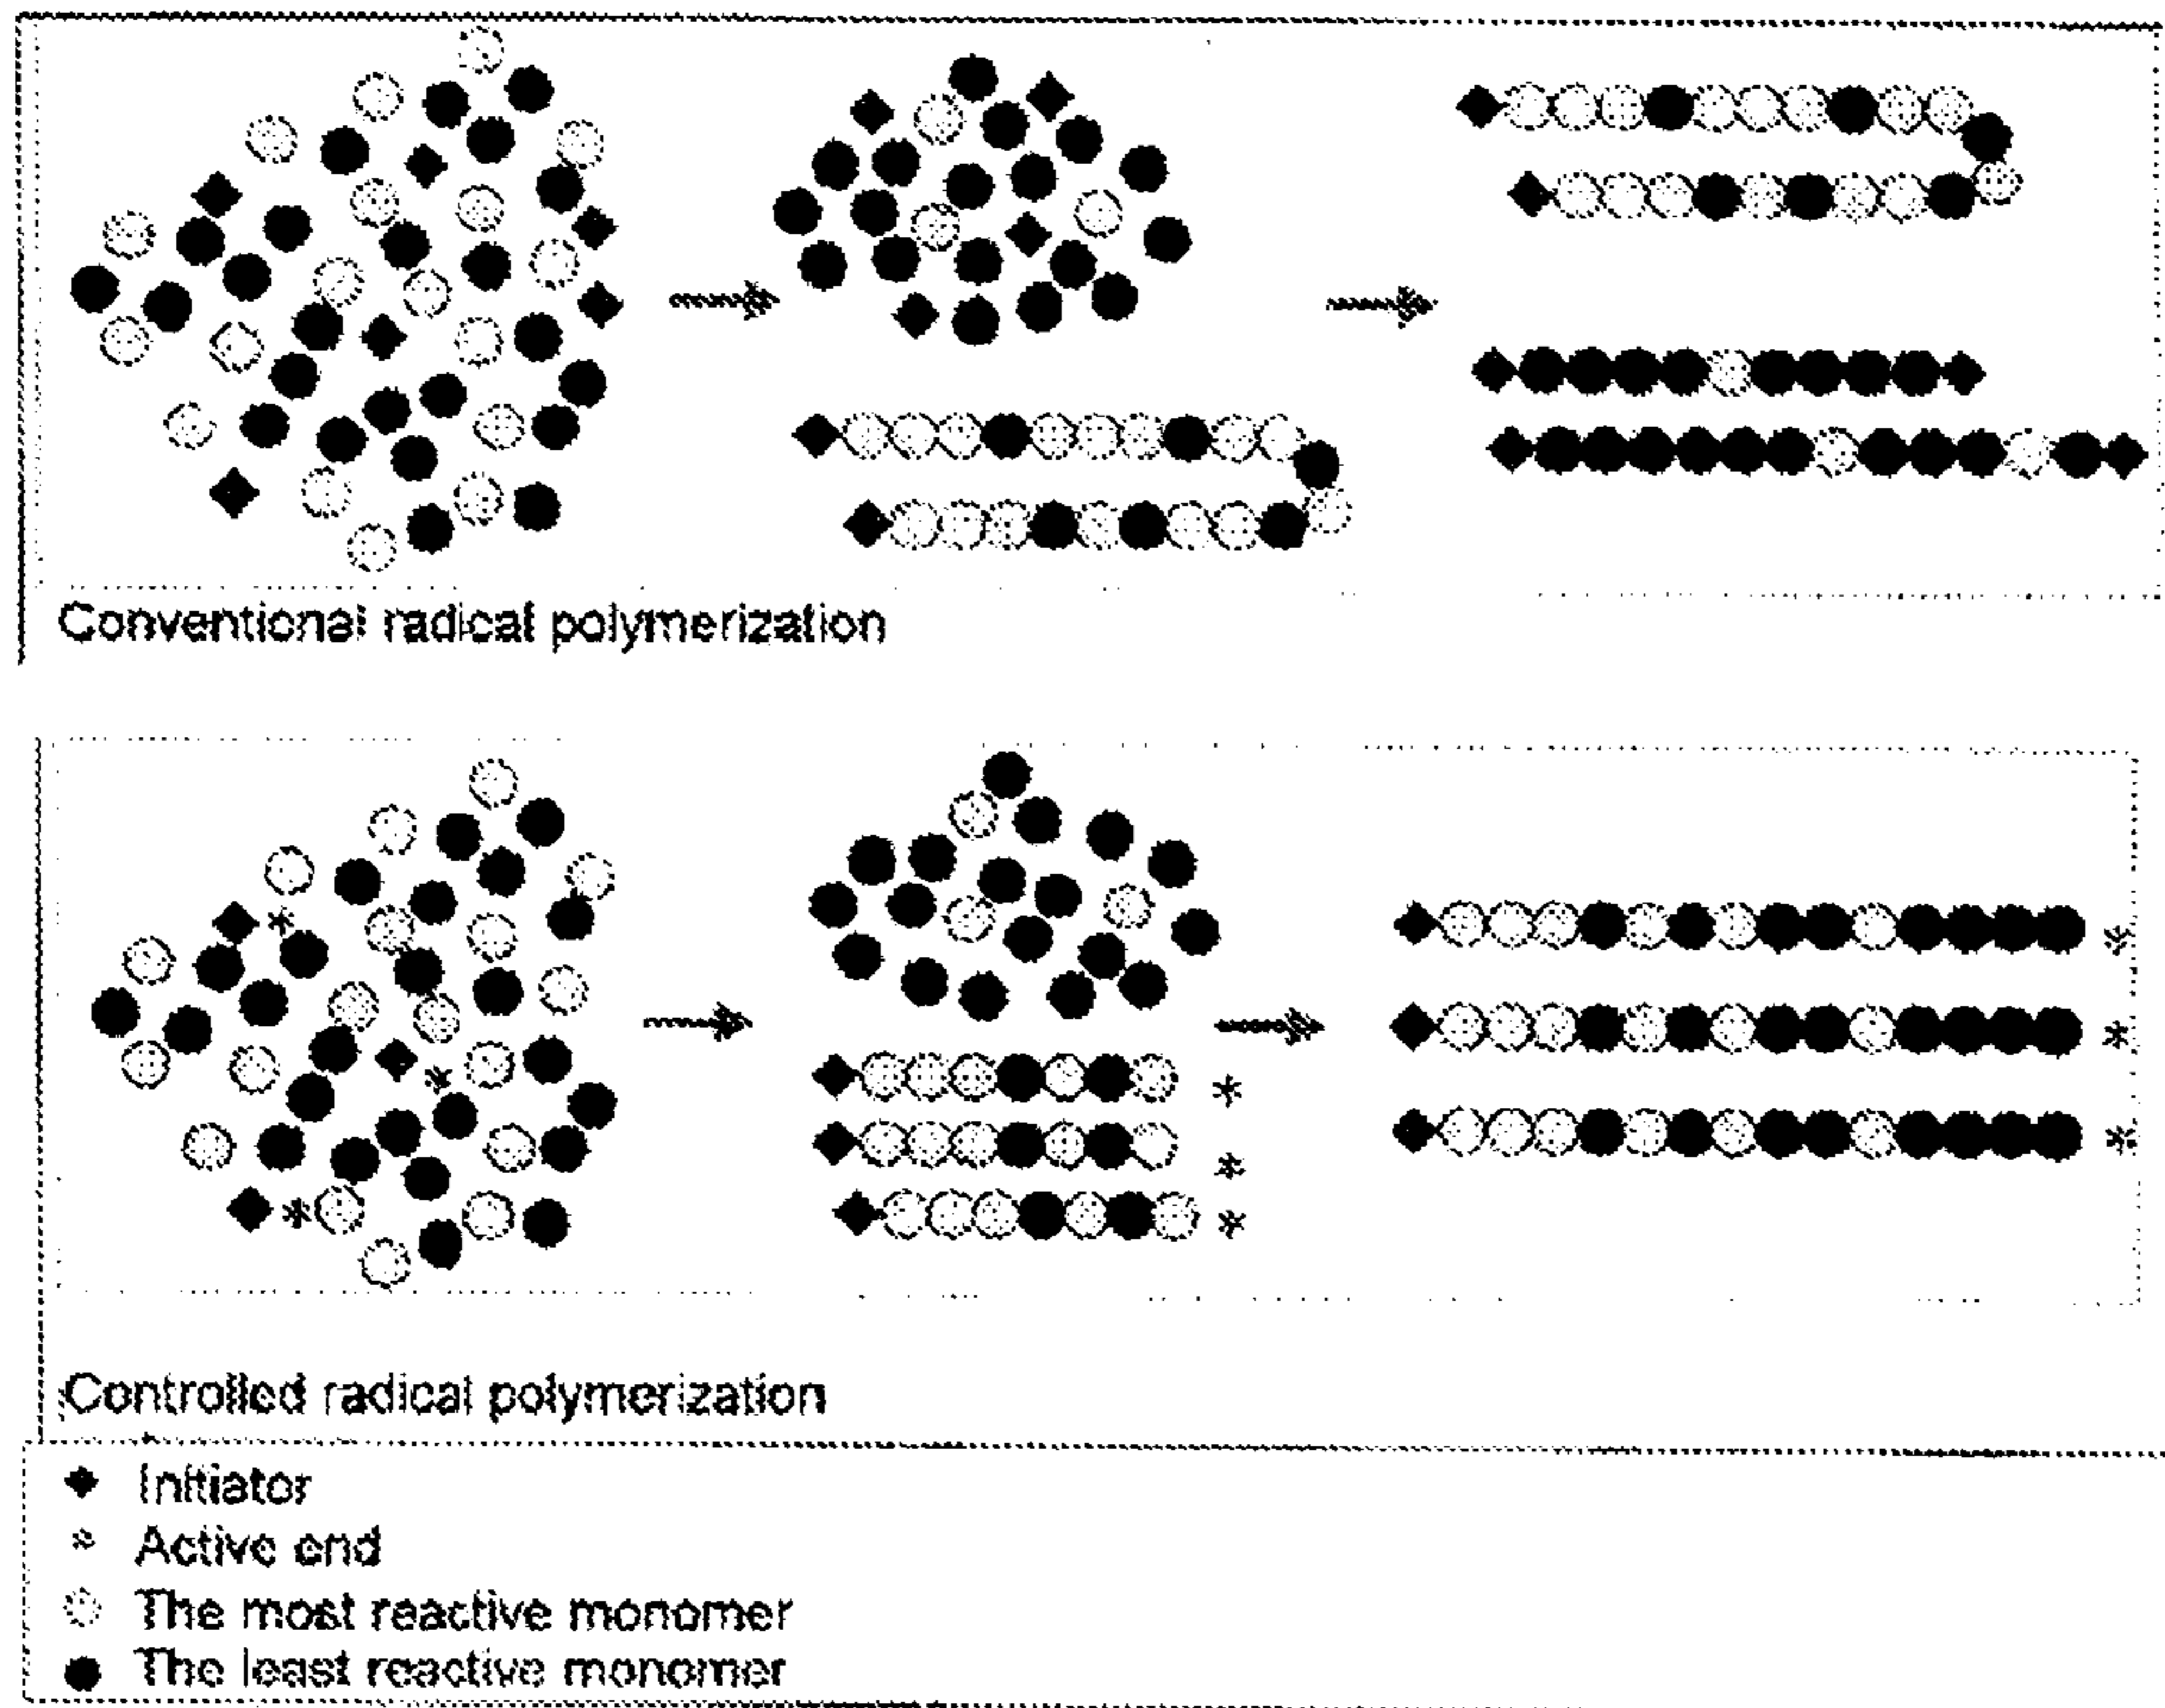 Conventional radical polymerization
Controlled radical polymerization
Initiator
Active end
The most reactive monomer
The least reactive monomer